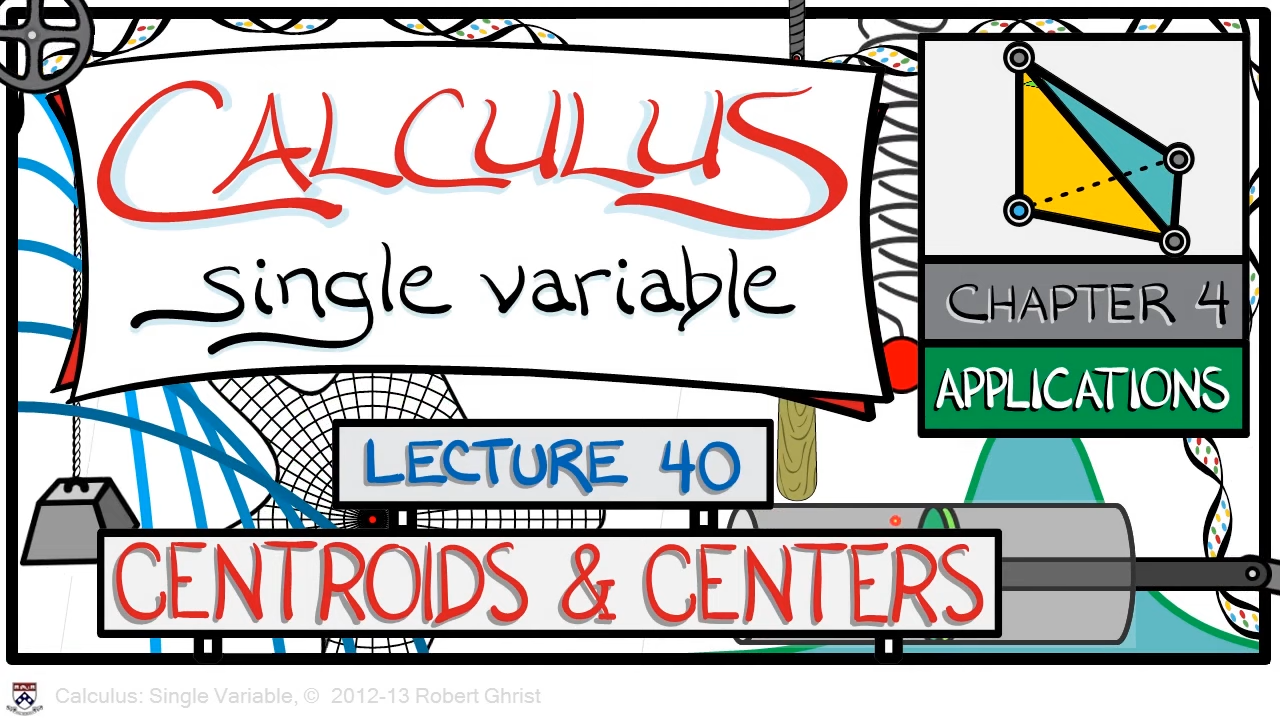 CALCULUS
single variable
CHAPTER 4
APPLICATIONS
LECTURE 40
CENTROIDS & CENTERS
Calculus: Single Variable, © 2012-13 Robert Ghrist